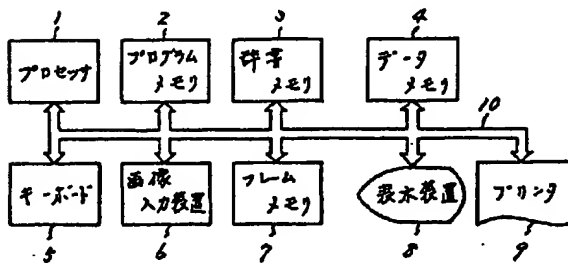 1
2
3
4
プロセッサ
プログラム
メモリ
辞書
メモリ
データ
メモリ
10
キーボード
画像
入力装置
フレーム
メモリ
表示装置
プリンタ
5
6
7
8
9